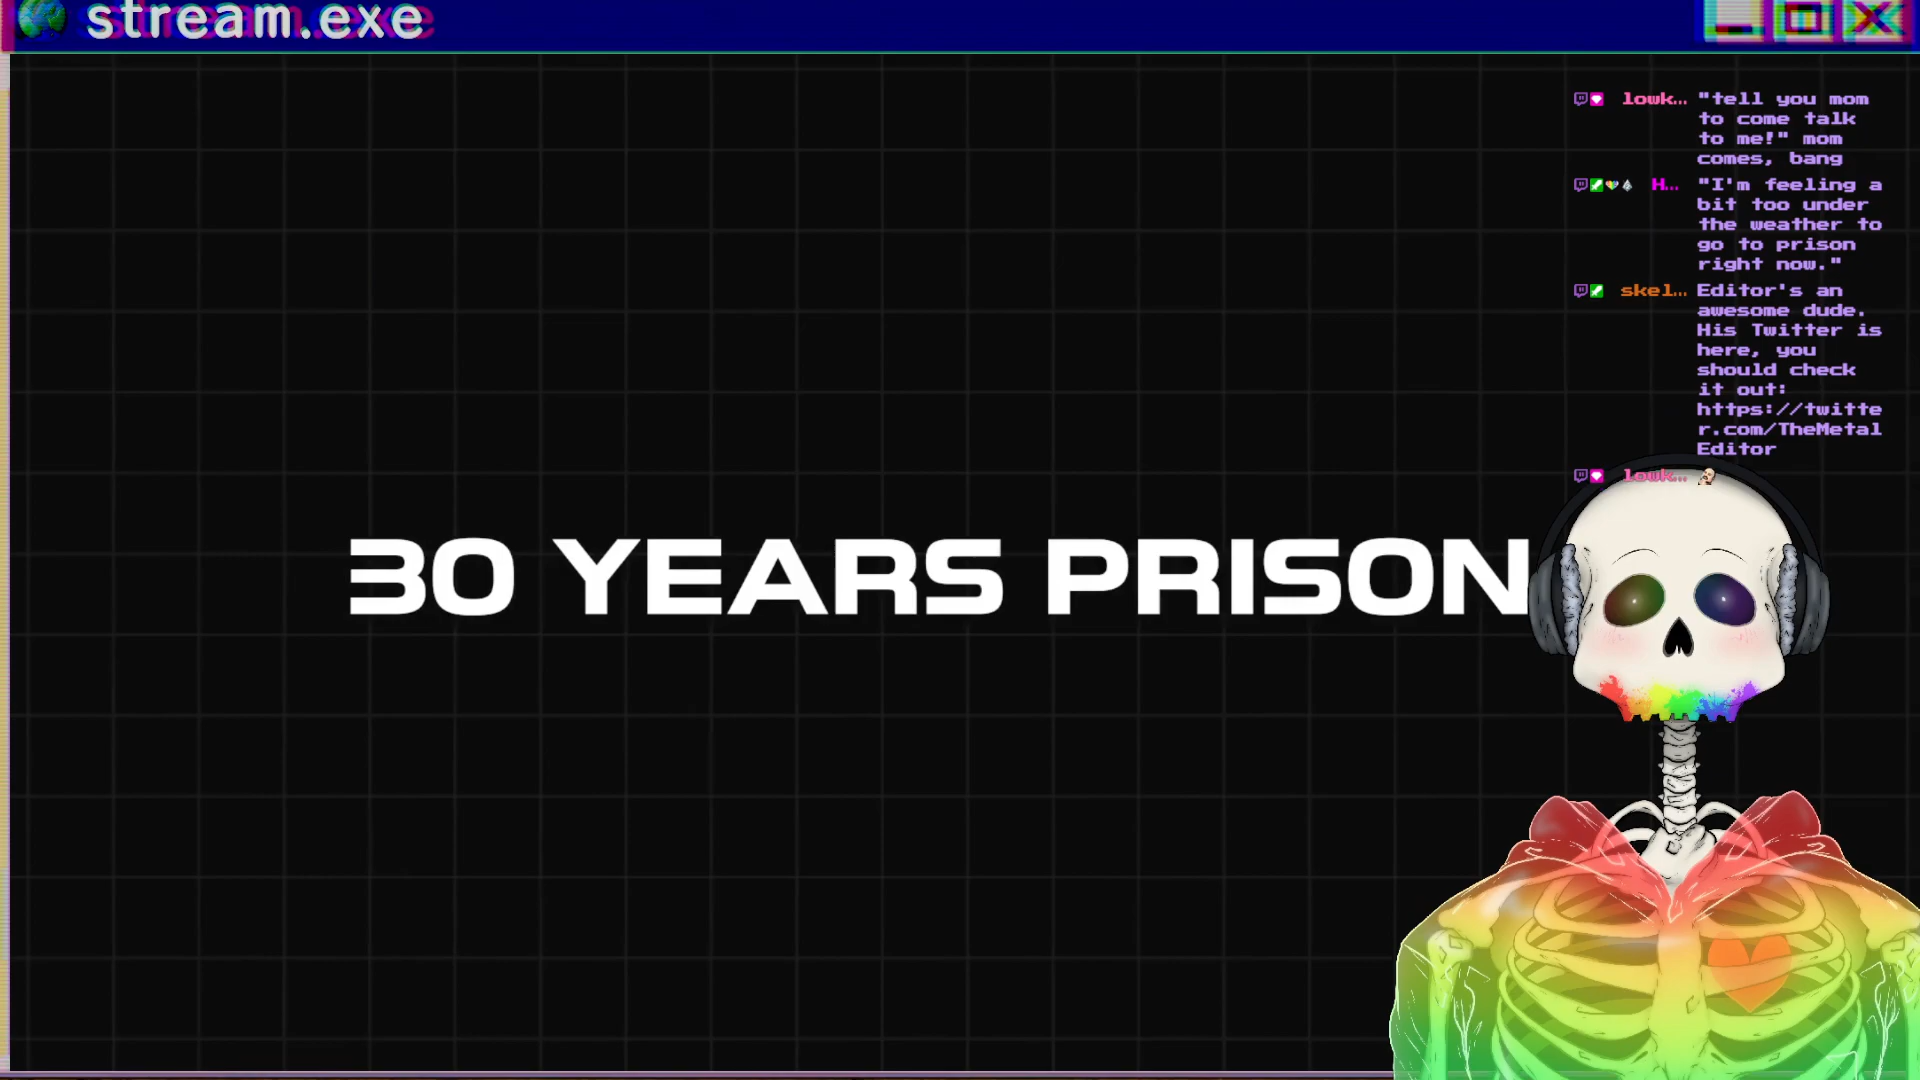 stream.exe
lowk... "tell you mom
to come talk
to me!" mom
comes, bang
H... "I'm feeling a
bit too under
the weather to
go to prison
right now."
skel... Editor's an
awesome dude.
His Twitter is
here, you
should check
it out:
https://twitte
r.com/TheMetal
Editor
lowk...
30 YEARS PRISON